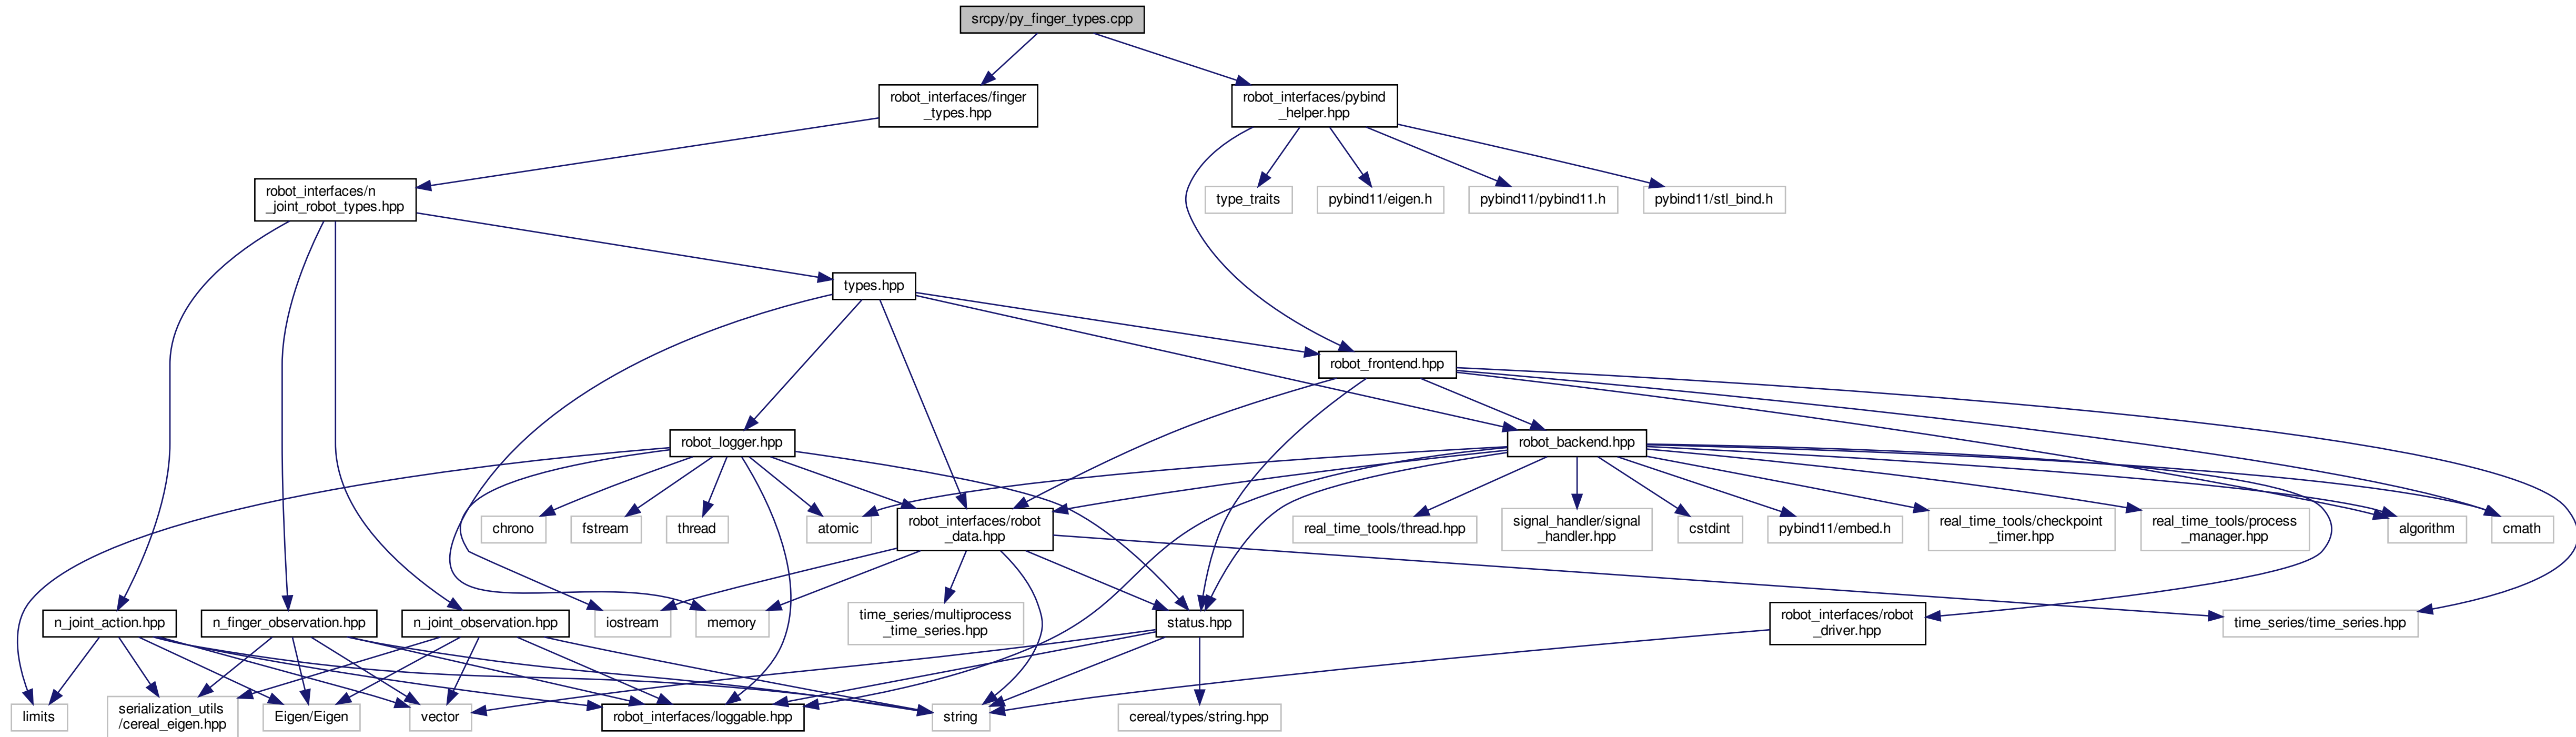 srcpy/py_finger_types.cpp
robot_interfaces/finger
_types.hpp
robot_interfaces/pybind
_helper.hpp
robot_interfaces/n
_joint_robot_types.hpp
type_traits
pybind11/eigen.h
pybind11/pybind11.h
pybind11/stl_bind.h
types.hpp
robot_frontend.hpp
robot_logger.hpp
robot_backend.hpp
chrono
fstream
thread
atomic
robot_interfaces/robot
_data.hpp
real_time_tools/thread.hpp
signal_handler/signal
_handler.hpp
cstdint
pybind11/embed.h
real_time_tools/checkpoint
_timer.hpp
real_time_tools/process
_manager.hpp
algorithm
cmath
n_joint_action.hpp
n_finger_observation.hpp
n_joint_observation.hpp
iostream
memory
time_series/multiprocess
_time_series.hpp
status.hpp
robot_interfaces/robot
_driver.hpp
time_series/time_series.hpp
limits
serialization_utils
/cereal_eigen.hpp
Eigen/Eigen
vector
robot_interfaces/loggable.hpp
string
cereal/types/string.hpp